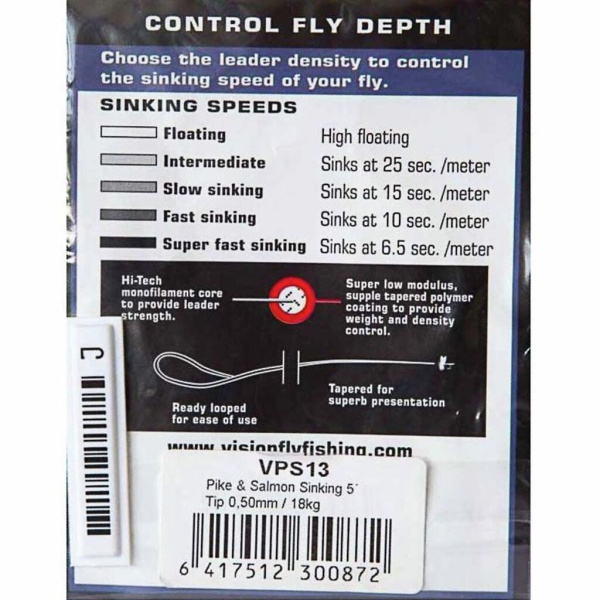 CONTROL FLY DEPTH
Choose the leader density to control
the sinking speed of your fly.
SINKING SPEEDS
Floating High floating
Intermediate Sinks at 25 sec. /meter
Slow sinking Sinks at 15 sec. /meter
Fast sinking Sinks at 10 sec. /meter
Super fast sinking Sinks at 6.5 sec. /meter
Hi-Tech
monofilament core
to provide leader
strength.
Super low modulus,
supple tapered polymer
coating to provide
weight and density
control.
Ready looped
for ease of use
Tapered for
superb presentation
www.visionflyfishing.com
VPS13
Pike & Salmon Sinking 5´
Tip 0,50mm / 18kg
6 417512 300872